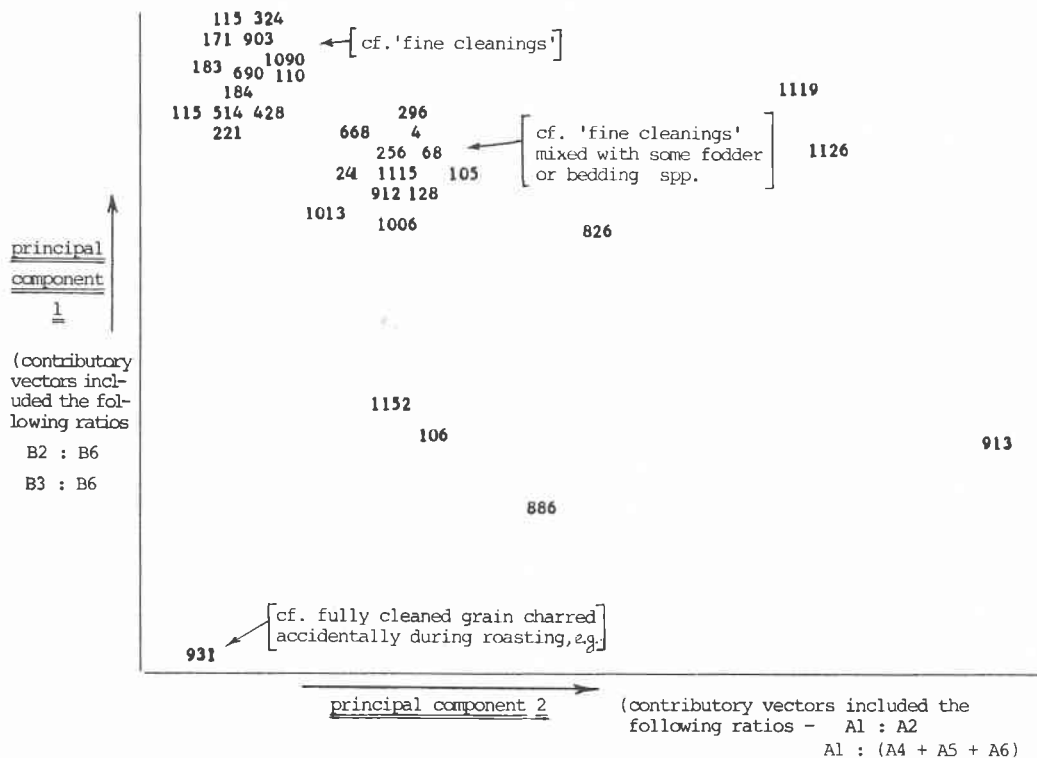 115 324
171 903
cf. 'fine cleanings'
1090
183 690 110
184
115 514 428
221
296
668 4
256 68
24 1115 105
912 128
1013
1006
cf. 'fine cleanings'
mixed with some fodder
or bedding spp.
1119
1126
826
principal
component
1
(contributory
vectors incl-
uded the fol-
lowing ratios
B2 : B6
B3 : B6
1152
106
913
886
cf. fully cleaned grain charred
accidentally during roasting, e.g.
931
principal component 2
(contributory vectors included the
following ratios - A1 : A2
A1 : (A4 + A5 + A6)